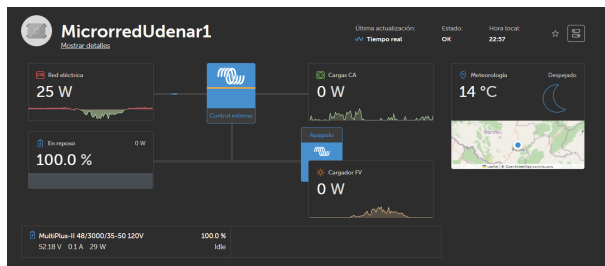 MicrorredUdenar1
Mostrar detalles
Última actualización:
Tiempo real
Estado:
OK
Hora local:
22:57
Red eléctrica
25 W
Control externo
Cargas CA
0 W
Meteorología
Despejado
14 °C
En reposo
0 W
100.0 %
Apagado
Cargador FV
0 W
MultiPlus-II 48/3000/35-50 120V
100.0 %
52.18 V 0.1 A 29 W
Idle